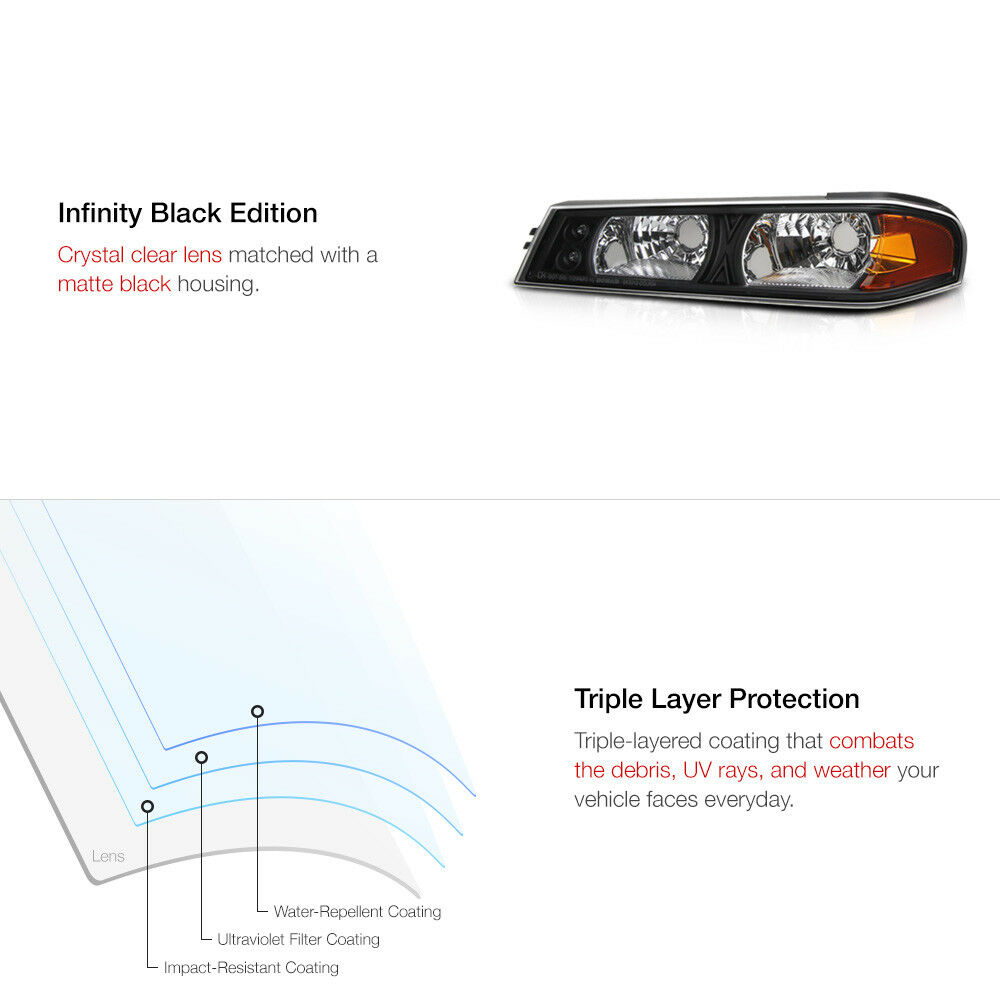 Infinity Black Edition
Crystal clear lens matched with a
matte black housing.
Triple Layer Protection
Triple-layered coating that combats
the debris, UV rays, and weather your
vehicle faces everyday.
Lens
Water-Repellent Coating
Ultraviolet Filter Coating
Impact-Resistant Coating